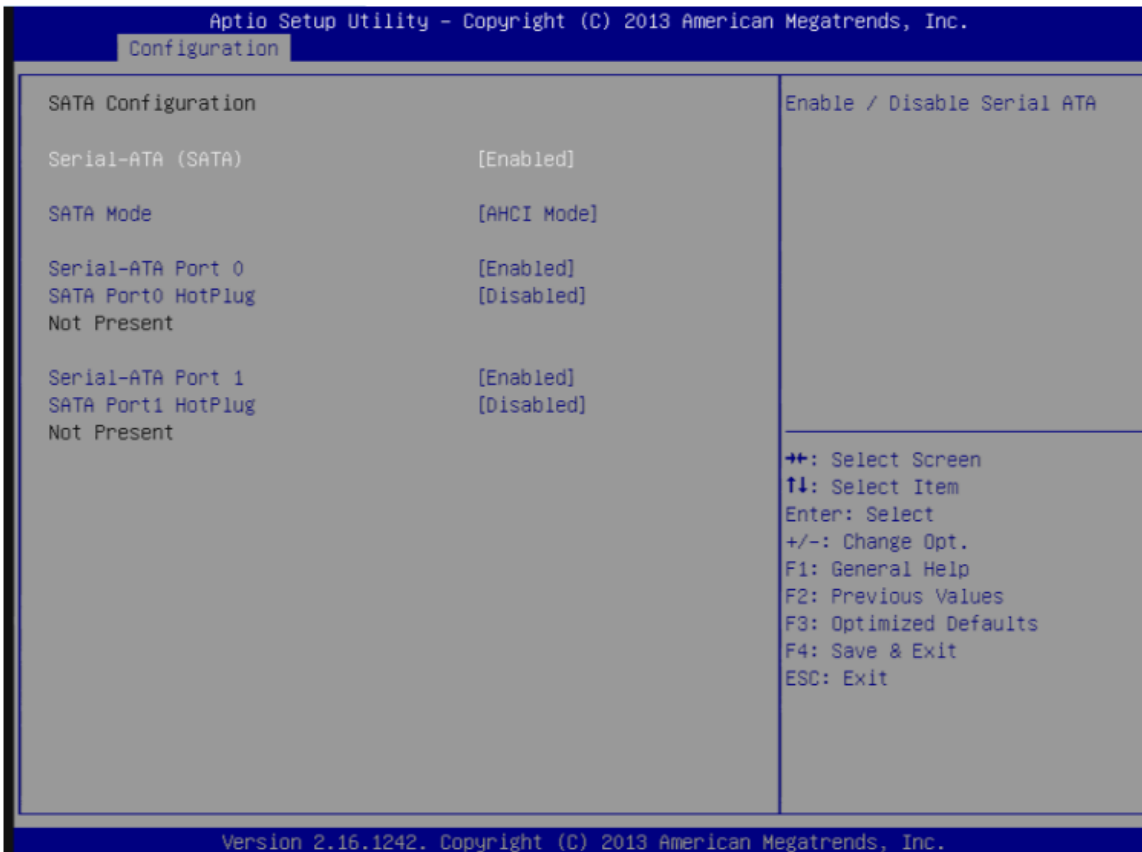 Aptio Setup Utility – Copyright (C) 2013 American Megatrends, Inc.
Configuration
SATA Configuration
Serial-ATA (SATA) [Enabled]
SATA Mode [AHCI Mode]
Serial-ATA Port 0 [Enabled]
SATA Port0 HotPlug [Disabled]
Not Present
Serial-ATA Port 1 [Enabled]
SATA Port1 HotPlug [Disabled]
Not Present
Enable / Disable Serial ATA
→←: Select Screen
↑↓: Select Item
Enter: Select
+/-: Change Opt.
F1: General Help
F2: Previous Values
F3: Optimized Defaults
F4: Save & Exit
ESC: Exit
Version 2.16.1242. Copyright (C) 2013 American Megatrends, Inc.